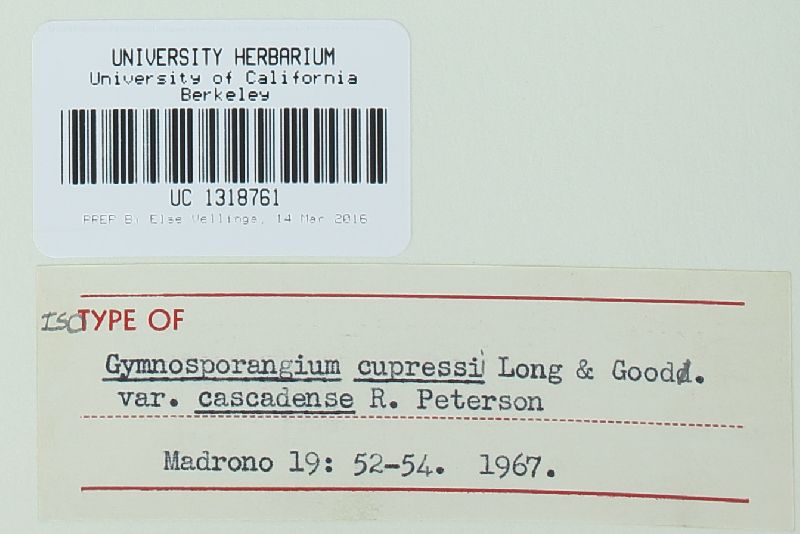 UNIVERSITY HERBARIUM
University of California
Berkeley
UC 1318761
PREP By Else Vellinga, 14 Mar 2016
ISOTYPE OF
Gymnosporangium cupressi Long & Goodd.
var. cascadense R. Peterson
Madrono 19: 52-54. 1967.